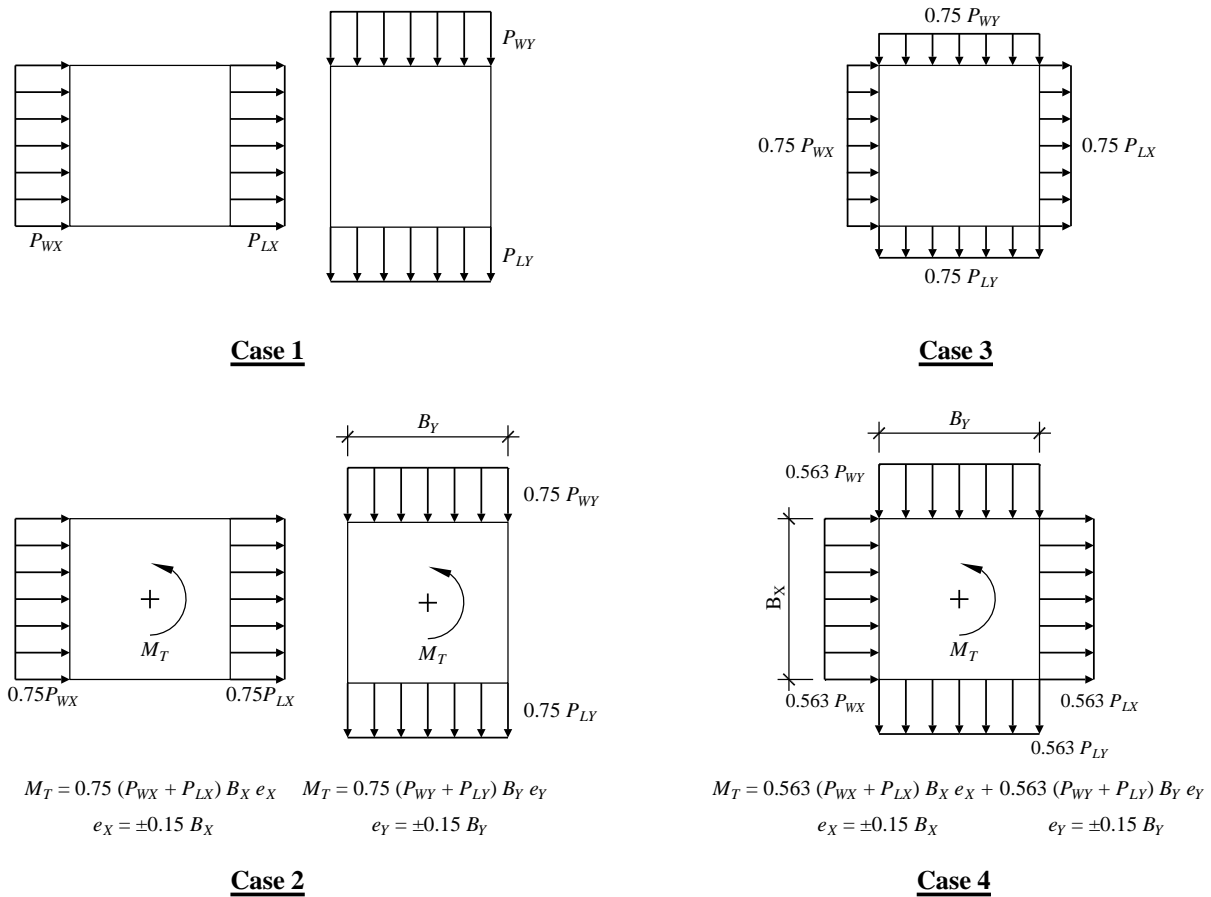 P_WY
P_WX
P_LX
P_LY
Case 1
0.75 P_WY
0.75 P_WX
0.75 P_LX
0.75 P_LY
Case 3
B_Y
0.75 P_WY
M_T
M_T
0.75P_WX
0.75P_LX
0.75 P_LY
M_T = 0.75 (P_WX + P_LX) B_X e_X
e_X = ±0.15 B_X
M_T = 0.75 (P_WY + P_LY) B_Y e_Y
e_Y = ±0.15 B_Y
Case 2
B_Y
0.563 P_WY
B_X
M_T
0.563 P_WX
0.563 P_LX
0.563 P_LY
M_T = 0.563 (P_WX + P_LX) B_X e_X + 0.563 (P_WY + P_LY) B_Y e_Y
e_X = ±0.15 B_X
e_Y = ±0.15 B_Y
Case 4